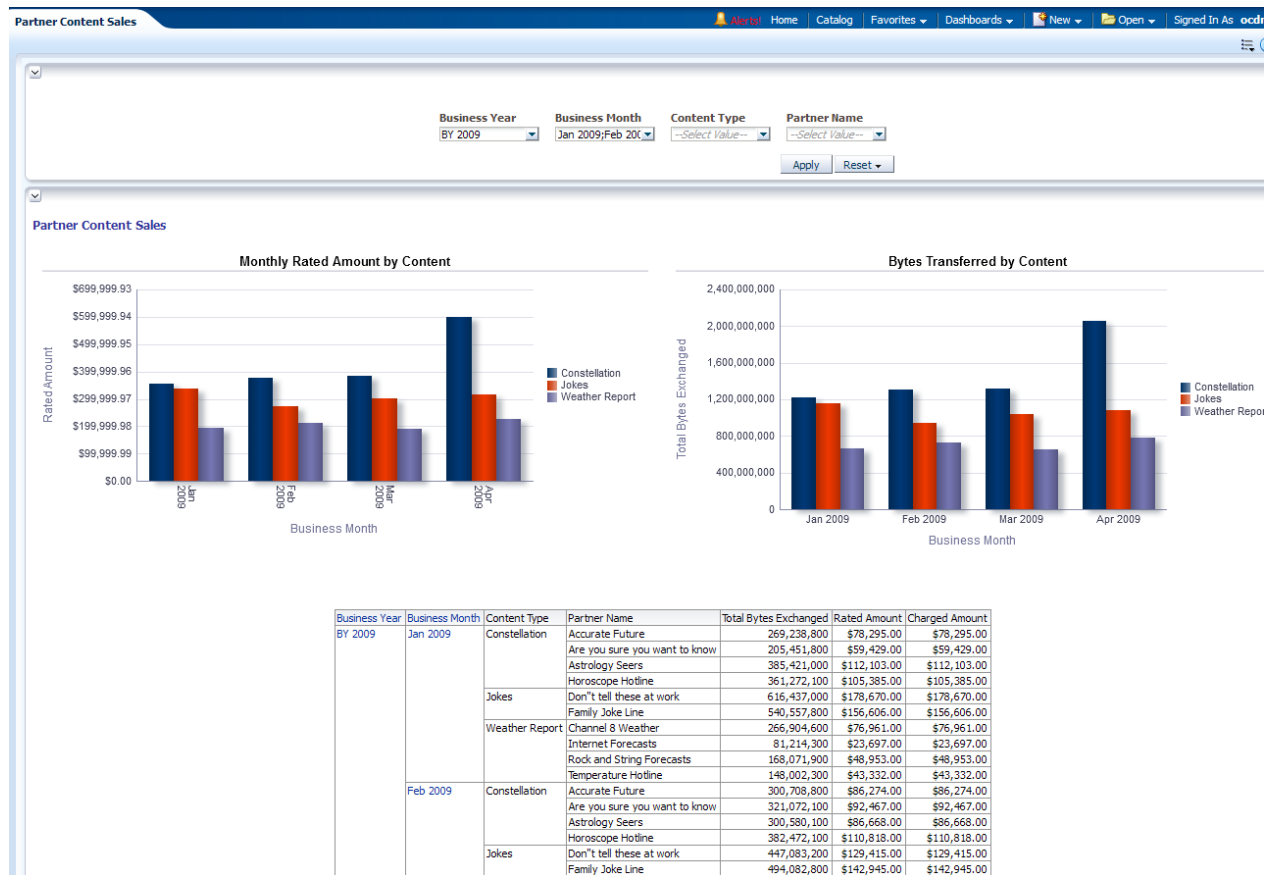 Partner Content Sales
Alerts! Home Catalog Favorites Dashboards New Open Signed In As ocdr
Business Year Business Month Content Type Partner Name
BY 2009 Jan 2009;Feb 20 --Select Value-- --Select Value--
Apply Reset
Partner Content Sales
Monthly Rated Amount by Content
$699,999.93
$599,999.94
$499,999.95
$399,999.96
$299,999.97
$199,999.98
$99,999.99
$0.00
Rated Amount
Jan 2009
Feb 2009
Mar 2009
Apr 2009
Business Month
Constellation
Jokes
Weather Report
Bytes Transferred by Content
2,400,000,000
2,000,000,000
1,600,000,000
1,200,000,000
800,000,000
400,000,000
0
Total Bytes Exchanged
Jan 2009 Feb 2009 Mar 2009 Apr 2009
Business Month
Constellation
Jokes
Weather Repor
Business Year Business Month Content Type Partner Name Total Bytes Exchanged Rated Amount Charged Amount
BY 2009 Jan 2009 Constellation Accurate Future 269,238,800 $78,295.00 $78,295.00
Are you sure you want to know 205,451,800 $59,429.00 $59,429.00
Astrology Seers 385,421,000 $112,103.00 $112,103.00
Horoscope Hotline 361,272,100 $105,385.00 $105,385.00
Jokes Don"t tell these at work 616,437,000 $178,670.00 $178,670.00
Family Joke Line 540,557,800 $156,606.00 $156,606.00
Weather Report Channel 8 Weather 266,904,600 $76,961.00 $76,961.00
Internet Forecasts 81,214,300 $23,697.00 $23,697.00
Rock and String Forecasts 168,071,900 $48,953.00 $48,953.00
Temperature Hotline 148,002,300 $43,332.00 $43,332.00
Feb 2009 Constellation Accurate Future 300,708,800 $86,274.00 $86,274.00
Are you sure you want to know 321,072,100 $92,467.00 $92,467.00
Astrology Seers 300,580,100 $86,668.00 $86,668.00
Horoscope Hotline 382,472,100 $110,818.00 $110,818.00
Jokes Don"t tell these at work 447,083,200 $129,415.00 $129,415.00
Family Joke Line 494,082,800 $142,945.00 $142,945.00